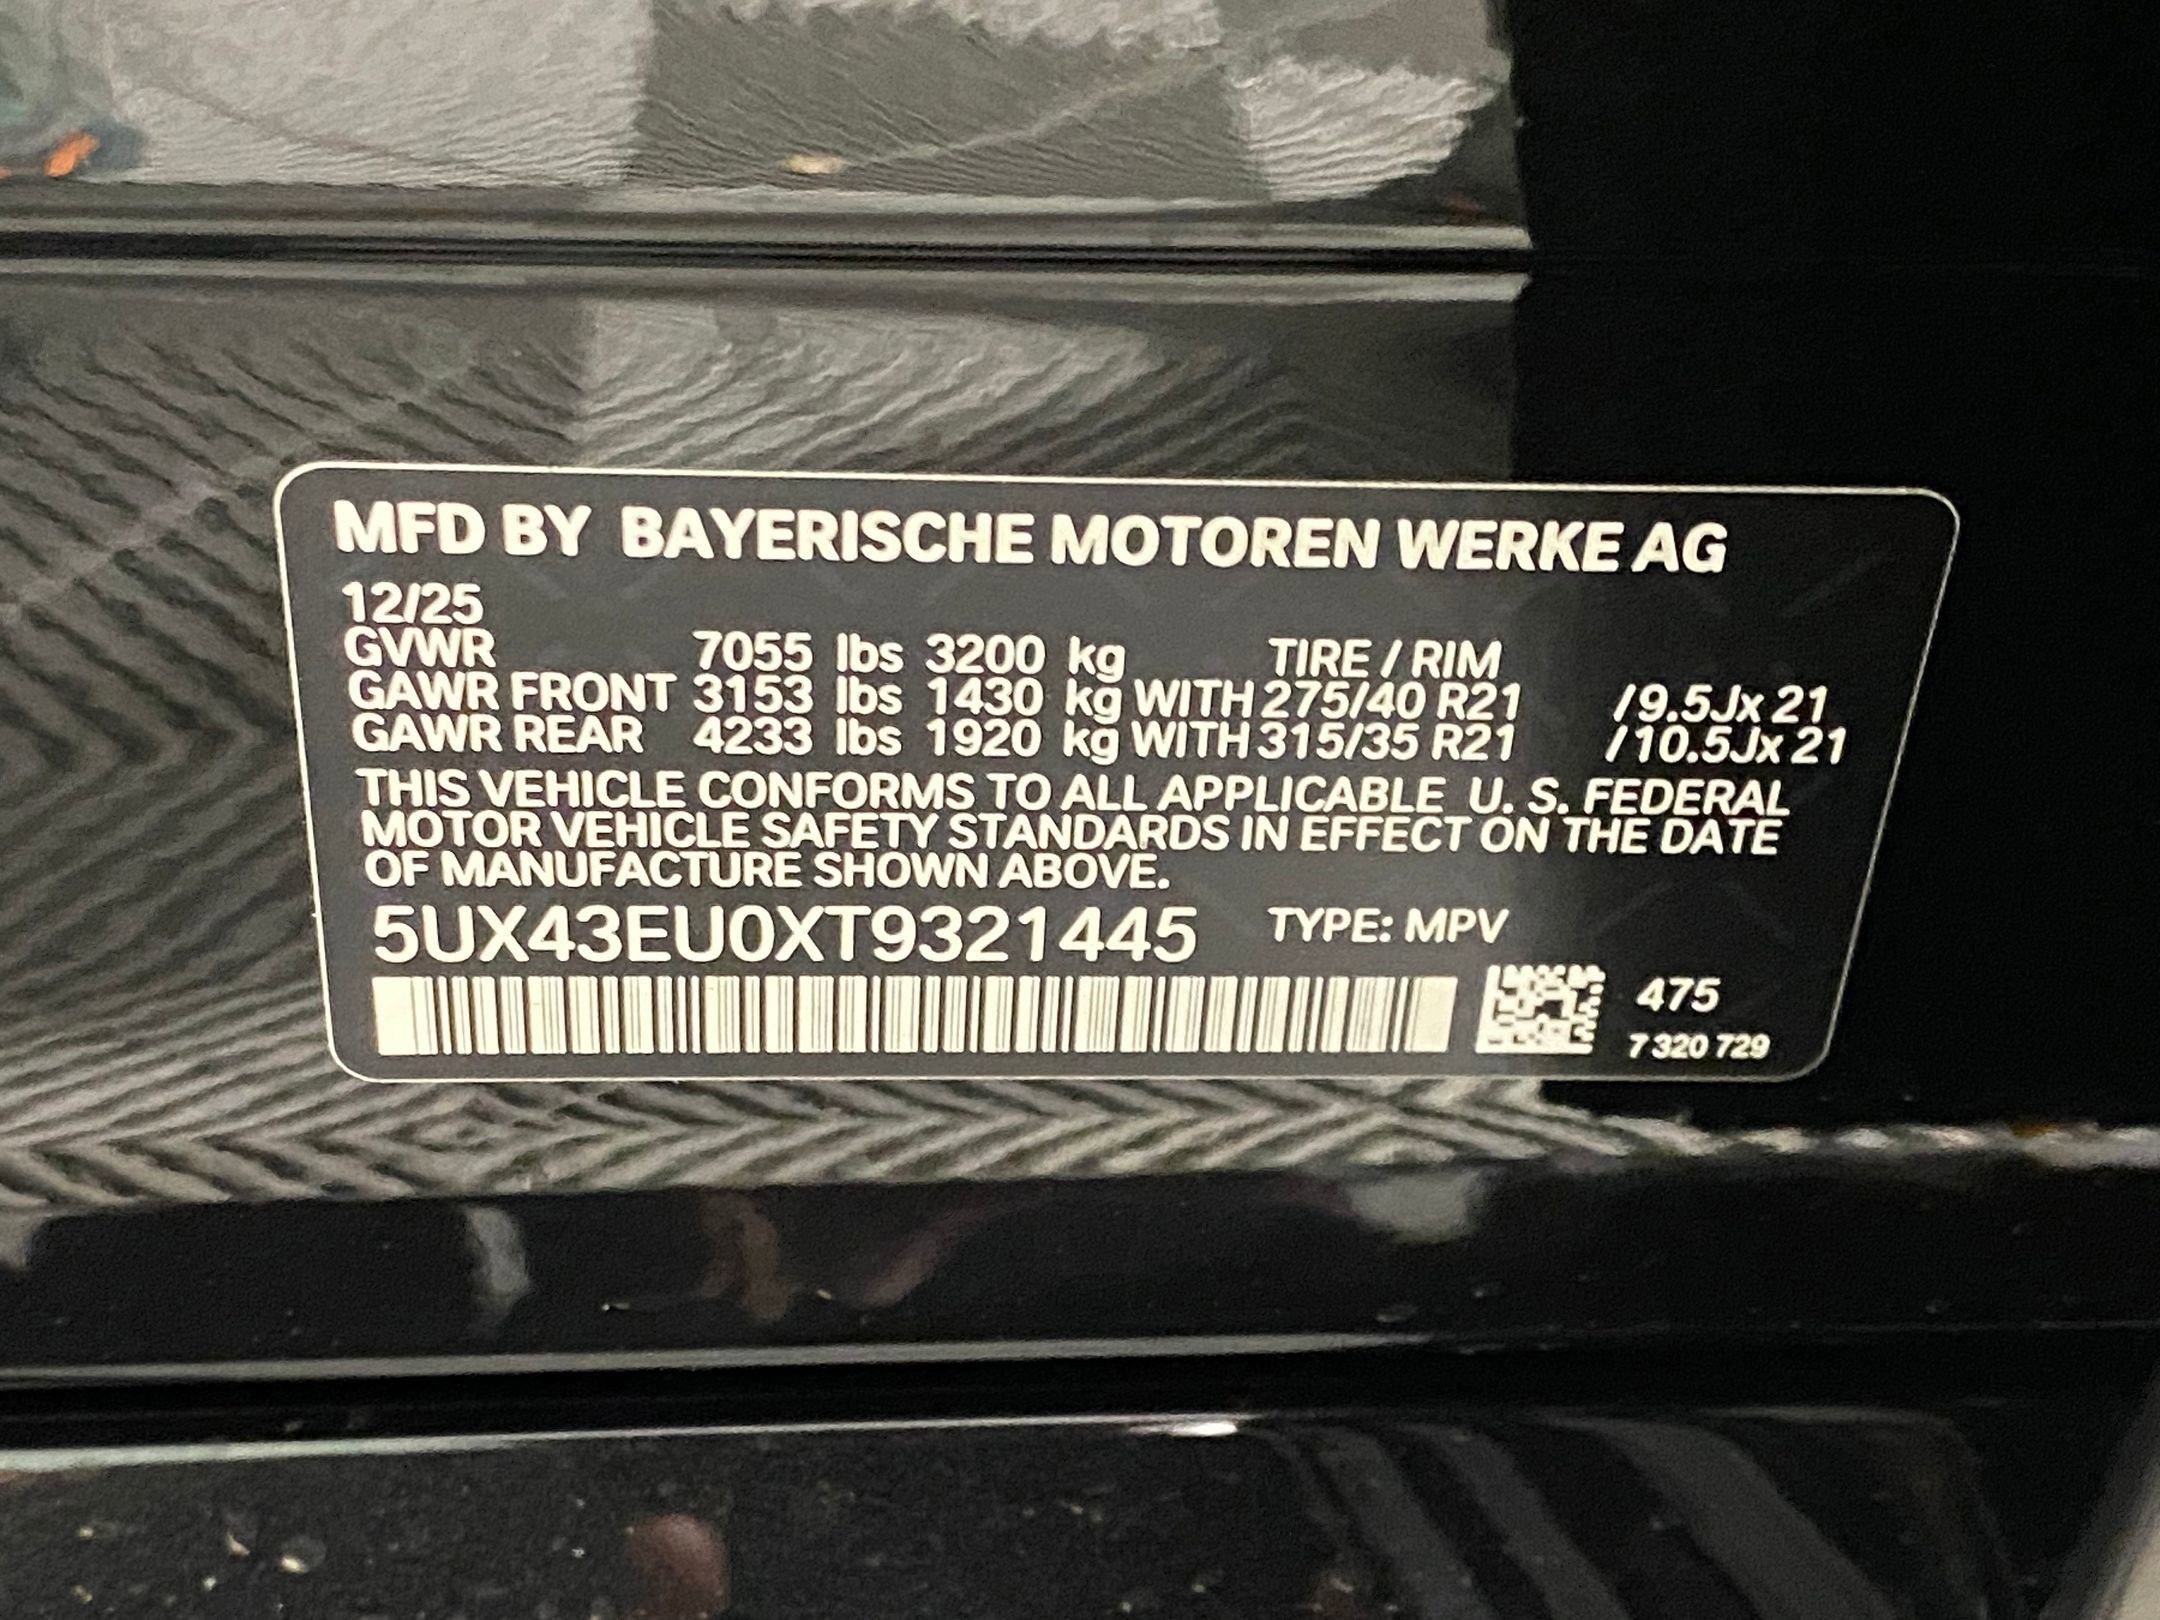 MFD BY BAYERISCHE MOTOREN WERKE AG
12/25
GVWR 7055 lbs 3200 kg TIRE / RIM
GAWR FRONT 3153 lbs 1430 kg WITH 275/40 R21 /9.5Jx 21
GAWR REAR 4233 lbs 1920 kg WITH 315/35 R21 /10.5Jx 21
THIS VEHICLE CONFORMS TO ALL APPLICABLE U. S. FEDERAL
MOTOR VEHICLE SAFETY STANDARDS IN EFFECT ON THE DATE
OF MANUFACTURE SHOWN ABOVE.
5UX43EU0XT9321445 TYPE: MPV
475
7 320 729